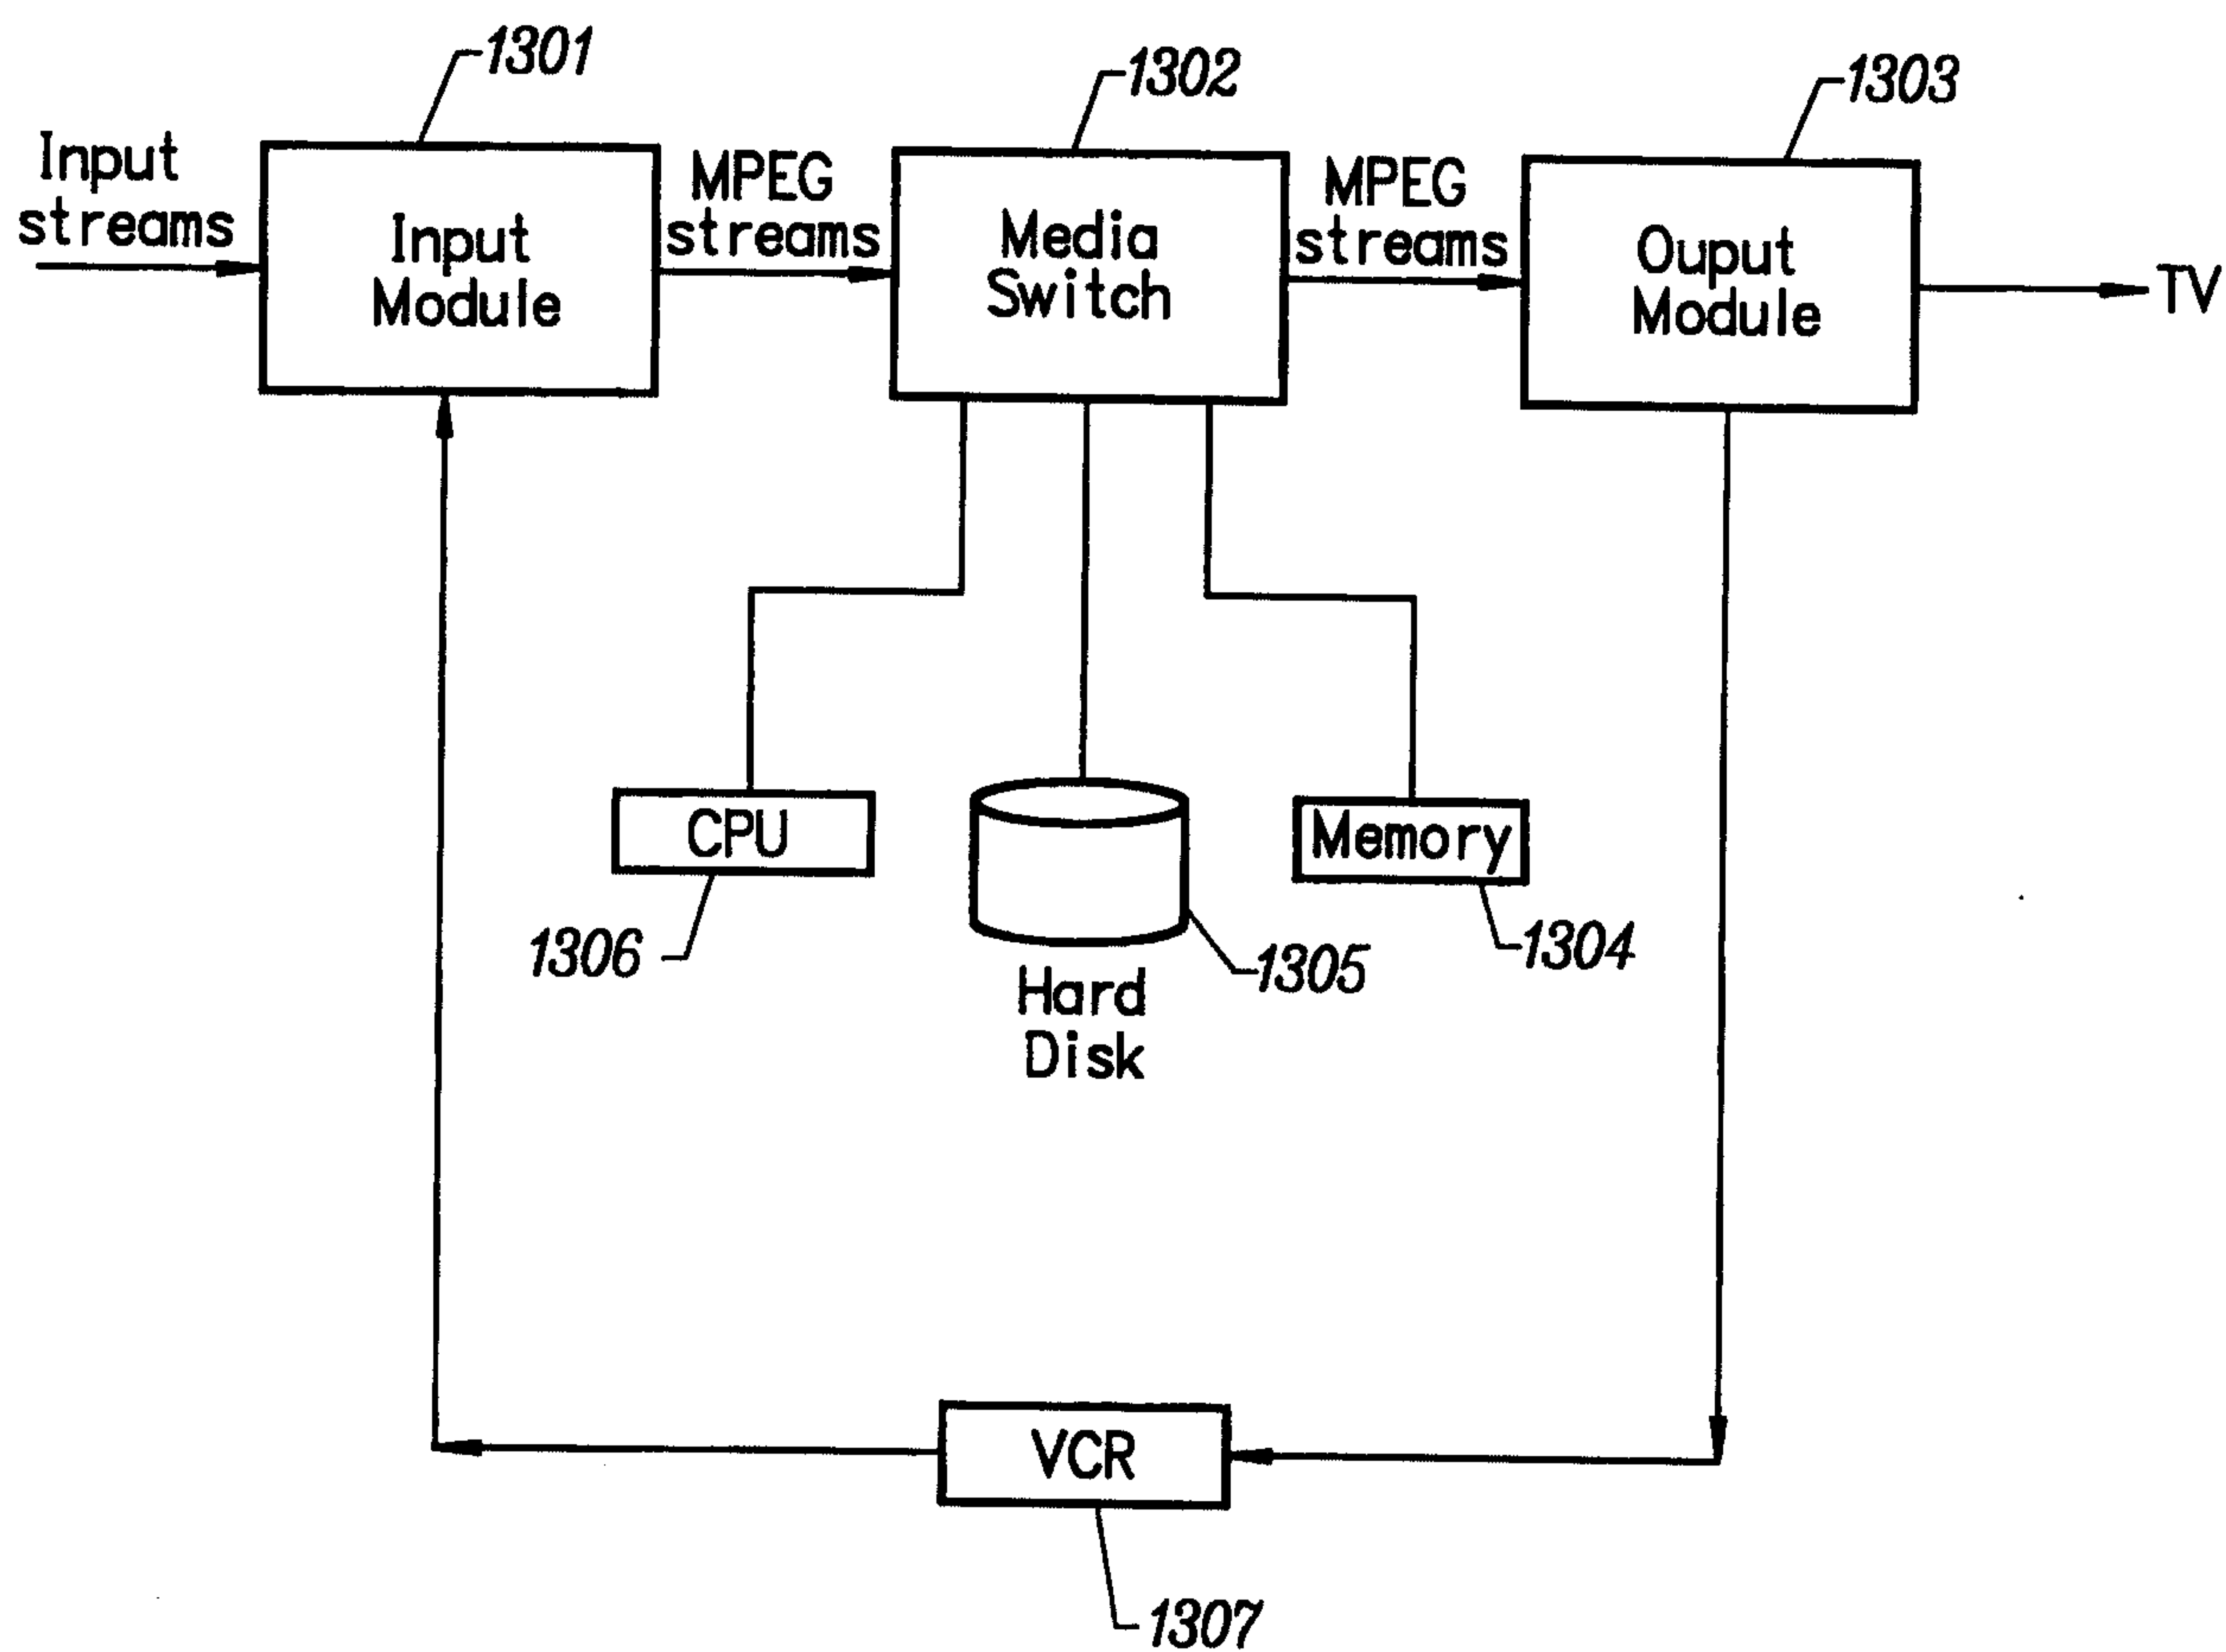 1301
1302
1303
Input
streams
Input
Module
MPEG
streams
Media
Switch
MPEG
streams
Ouput
Module
TV
CPU
Memory
1306
1305
1304
Hard
Disk
VCR
1307